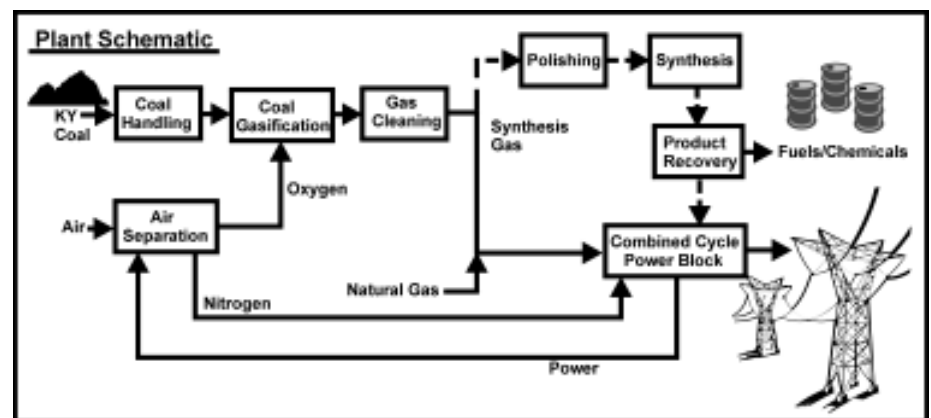 Plant Schematic
KY
Coal
Coal
Handling
Coal
Gasification
Gas
Cleaning
Polishing
Synthesis
Synthesis
Gas
Product
Recovery
Fuels/Chemicals
Oxygen
Air
Air
Separation
Combined Cycle
Power Block
Natural Gas
Nitrogen
Power